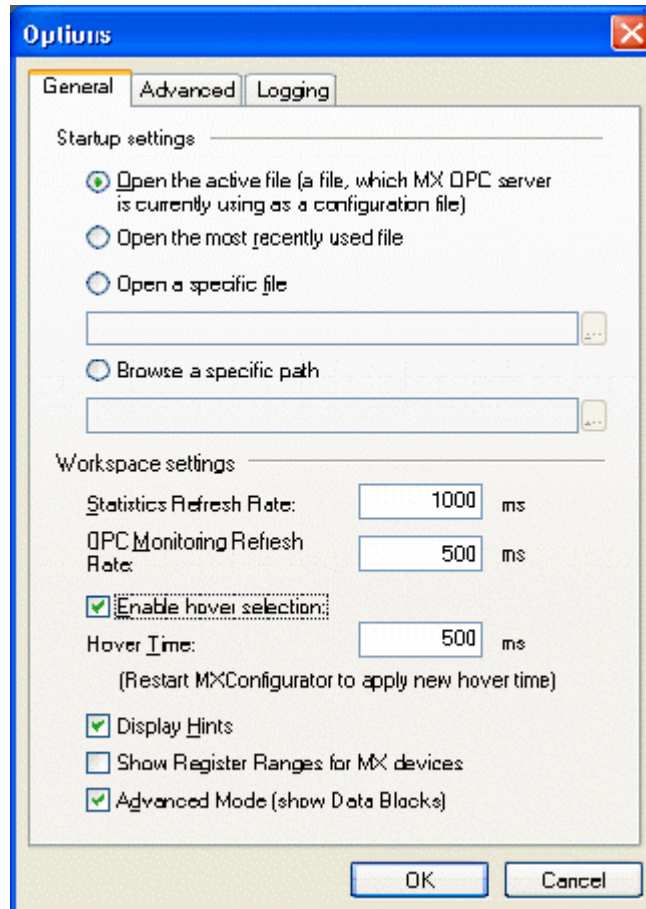 Options
General Advanced Logging
Startup settings
Open the active file (a file, which MX OPC server
is currently using as a configuration file)
Open the most recently used file
Open a specific file
...
Browse a specific path
...
Workspace settings
Statistics Refresh Rate: 1000 ms
OPC Monitoring Refresh
Rate: 500 ms
Enable hover selection:
Hover Time: 500 ms
(Restart MXConfigurator to apply new hover time)
Display Hints
Show Register Ranges for MX devices
Advanced Mode (show Data Blocks)
OK Cancel